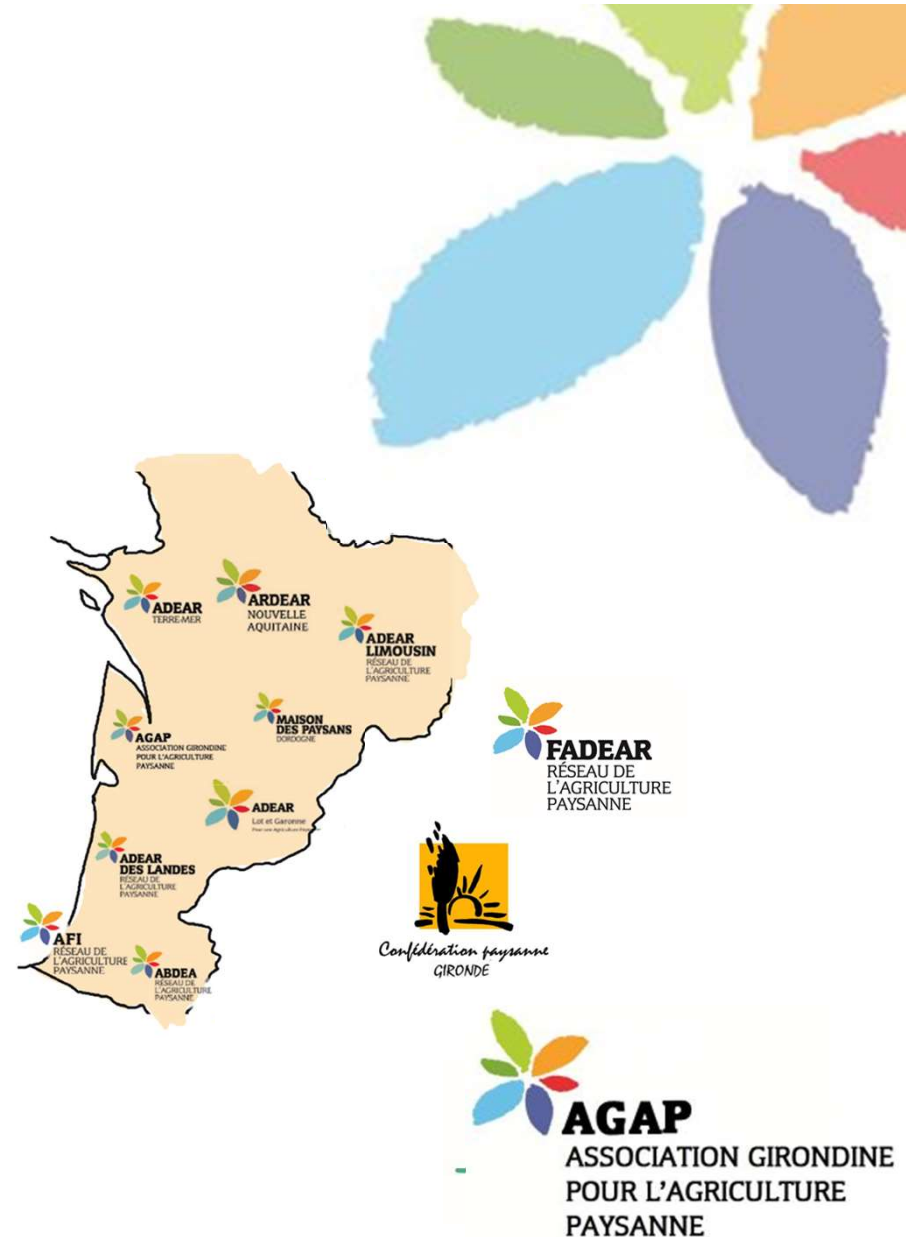 ADEAR
TERRE-MER
ARDEAR
NOUVELLE
AQUITAINE
ADEAR
LIMOUSIN
RÉSEAU DE
L'AGRICULTURE
PAYSANNE
AGAP
ASSOCIATION GIRONDINE
POUR L'AGRICULTURE
PAYSANNE
MAISON
DES PAYSANS
DORDOGNE
ADEAR
Lot et Garonne
Pour une Agriculture
ADEAR
DES LANDES
RÉSEAU DE
L'AGRICULTURE
PAYSANNE
AFI
RÉSEAU DE
L'AGRICULTURE
PAYSANNE
ABDEA
RÉSEAU DE
L'AGRICULTURE
PAYSANNE
FADEAR
RÉSEAU DE
L'AGRICULTURE
PAYSANNE
Confédération paysanne
GIRONDE
AGAP
ASSOCIATION GIRONDINE
POUR L'AGRICULTURE
PAYSANNE